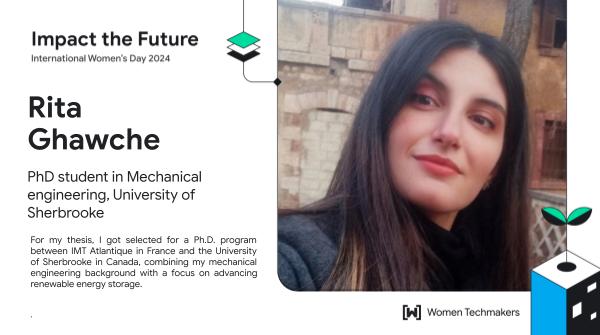 Impact the Future
International Women's Day 2024
Rita
Ghawche
PhD student in Mechanical
engineering, University of
Sherbrooke
For my thesis, I got selected for a Ph.D. program
between IMT Atlantique in France and the University
of Sherbrooke in Canada, combining my mechanical
engineering background with a focus on advancing
renewable energy storage.
.
[W] Women Techmakers